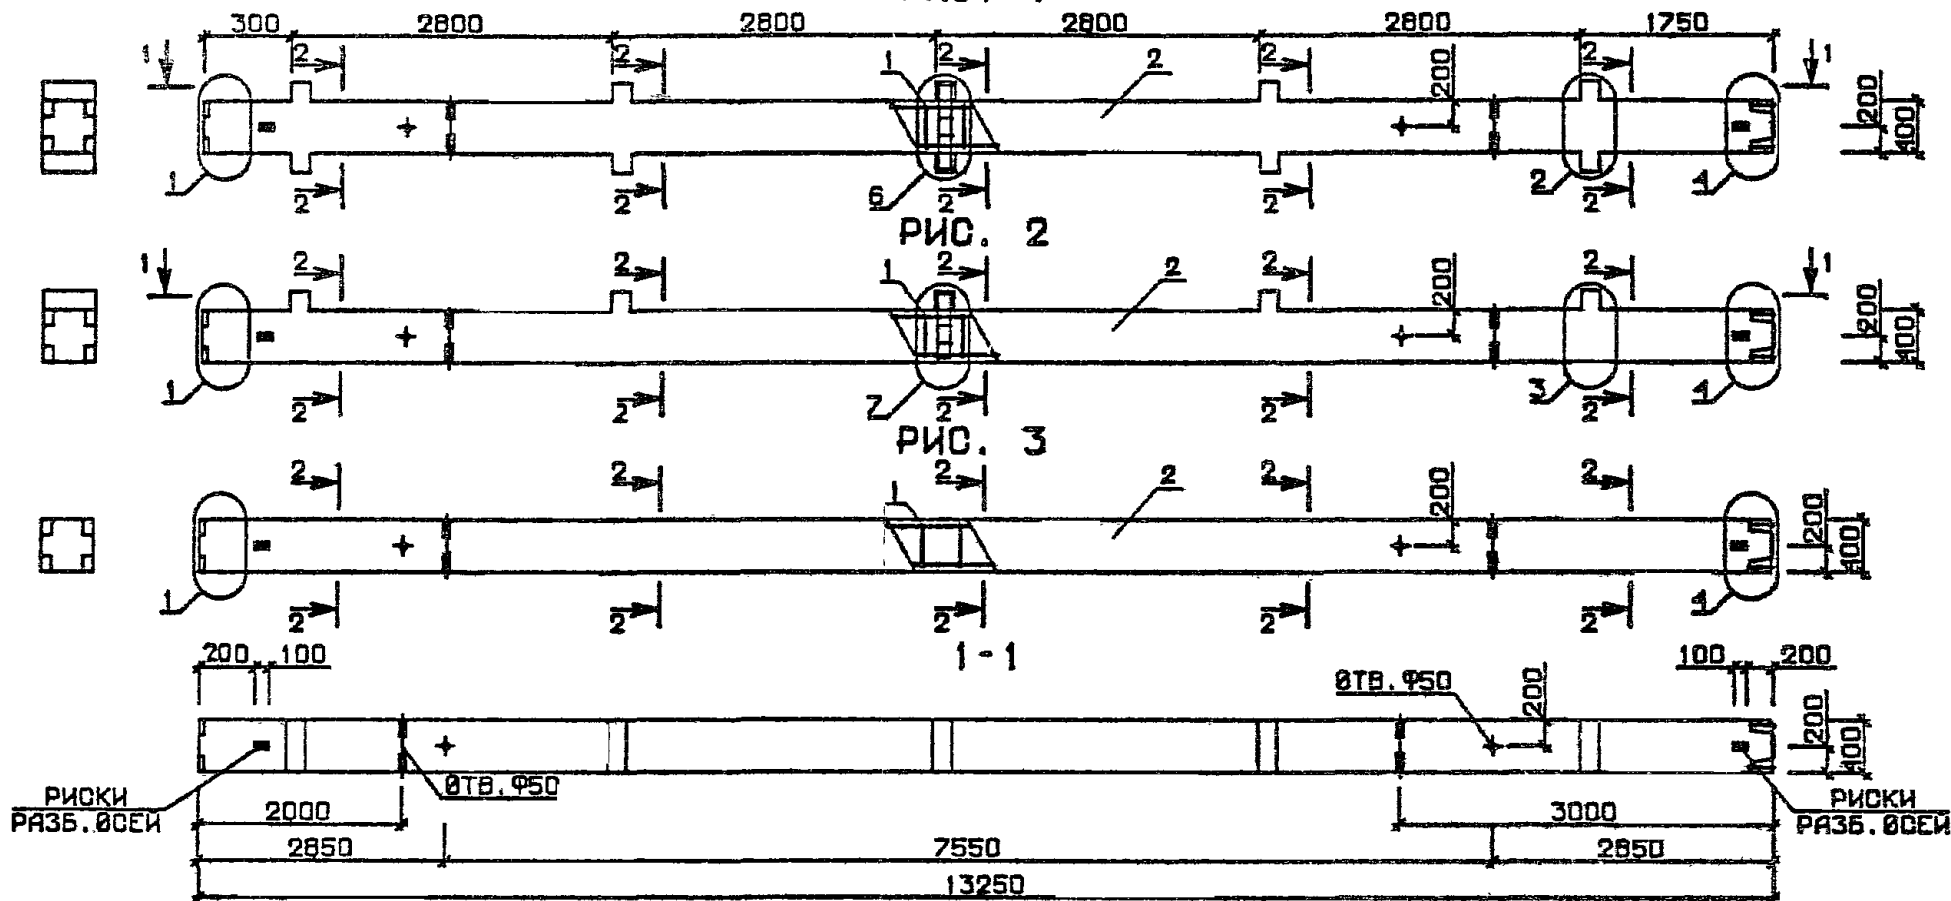 300 2800 2800 2800 2800 1750
1 2 2 1 2 2 2 2 200 1
200 400
1 2 2 6 2 2 2 2 4
РИС. 2
1 2 2 1 2 2 2 2 200 1
200 400
1 2 2 7 2 2 3 2 4
РИС. 3
2 2 1 2 2 2 2 200
200 400
1 2 2 2 2 2 4
1-1
200 100 100 200
ОТВ. Φ50 200
200 400
РИСКИ
РАЗБ. ОСЕЙ
ОТВ. Φ50
РИСКИ
РАЗБ. ОСЕЙ
2000 3000
2850 7550 2850
13250